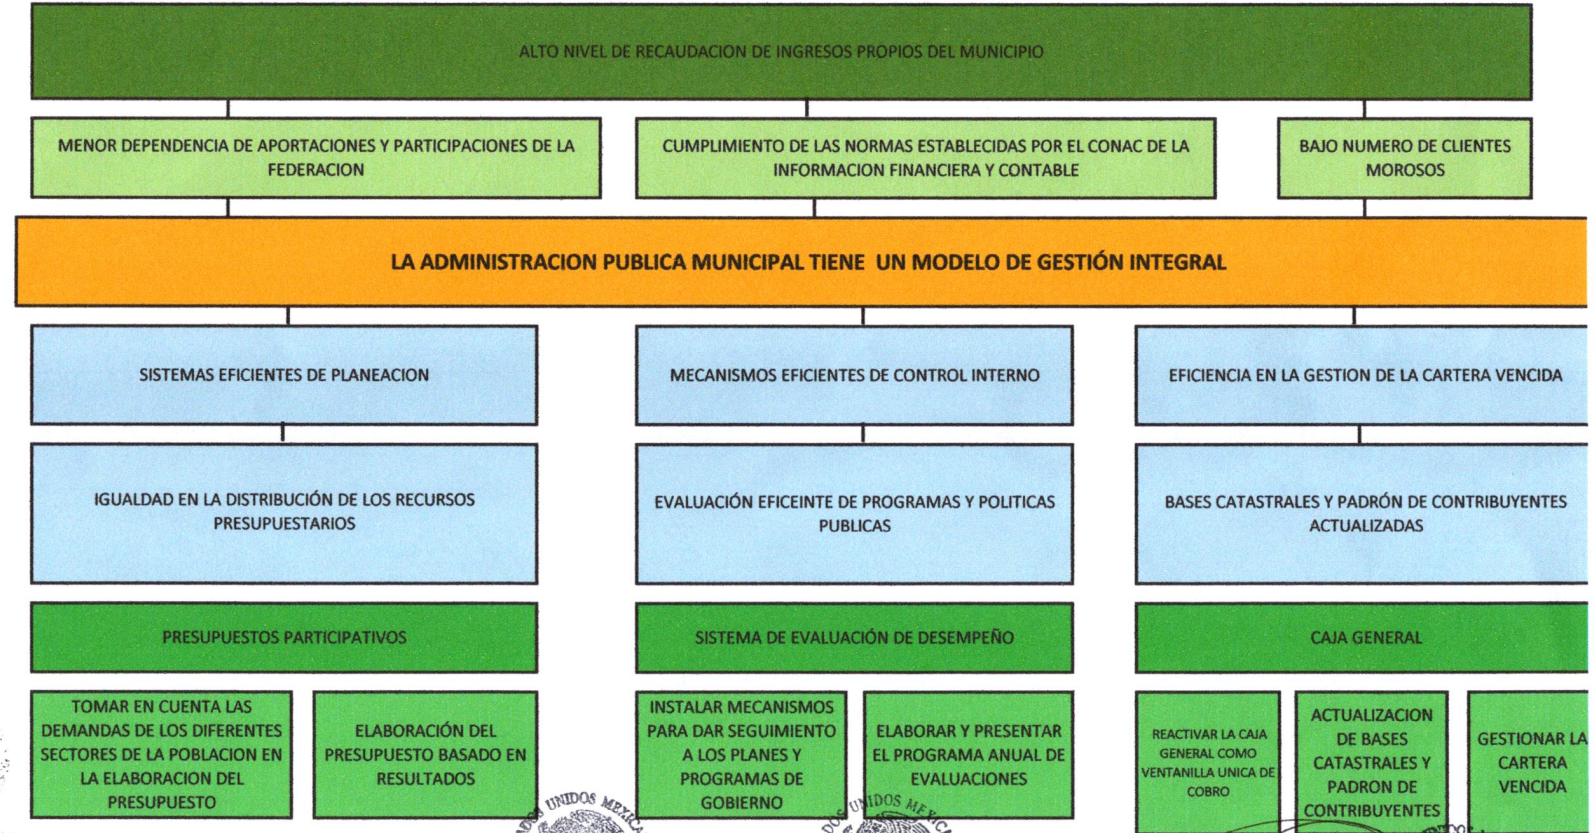 ALTO NIVEL DE RECAUDACION DE INGRESOS PROPIOS DEL MUNICIPIO
MENOR DEPENDENCIA DE APORTACIONES Y PARTICIPACIONES DE LA
FEDERACION
CUMPLIMIENTO DE LAS NORMAS ESTABLECIDAS POR EL CONAC DE LA
INFORMACION FINANCIERA Y CONTABLE
BAJO NUMERO DE CLIENTES
MOROSOS
LA ADMINISTRACION PUBLICA MUNICIPAL TIENE UN MODELO DE GESTIÓN INTEGRAL
SISTEMAS EFICIENTES DE PLANEACION
MECANISMOS EFICIENTES DE CONTROL INTERNO
EFICIENCIA EN LA GESTION DE LA CARTERA VENCIDA
IGUALDAD EN LA DISTRIBUCIÓN DE LOS RECURSOS
PRESUPUESTARIOS
EVALUACIÓN EFICEINTE DE PROGRAMAS Y POLITICAS
PUBLICAS
BASES CATASTRALES Y PADRÓN DE CONTRIBUYENTES
ACTUALIZADAS
PRESUPUESTOS PARTICIPATIVOS
SISTEMA DE EVALUACIÓN DE DESEMPEÑO
CAJA GENERAL
TOMAR EN CUENTA LAS
DEMANDAS DE LOS DIFERENTES
SECTORES DE LA POBLACION EN
LA ELABORACION DEL
PRESUPUESTO
ELABORACIÓN DEL
PRESUPUESTO BASADO EN
RESULTADOS
INSTALAR MECANISMOS
PARA DAR SEGUIMIENTO
A LOS PLANES Y
PROGRAMAS DE
GOBIERNO
ELABORAR Y PRESENTAR
EL PROGRAMA ANUAL DE
EVALUACIONES
REACTIVAR LA CAJA
GENERAL COMO
VENTANILLA UNICA DE
COBRO
ACTUALIZACION
DE BASES
CATASTRALES Y
PADRON DE
CONTRIBUYENTES
GESTIONAR LA
CARTERA
VENCIDA
UNIDOS
UNIDOS